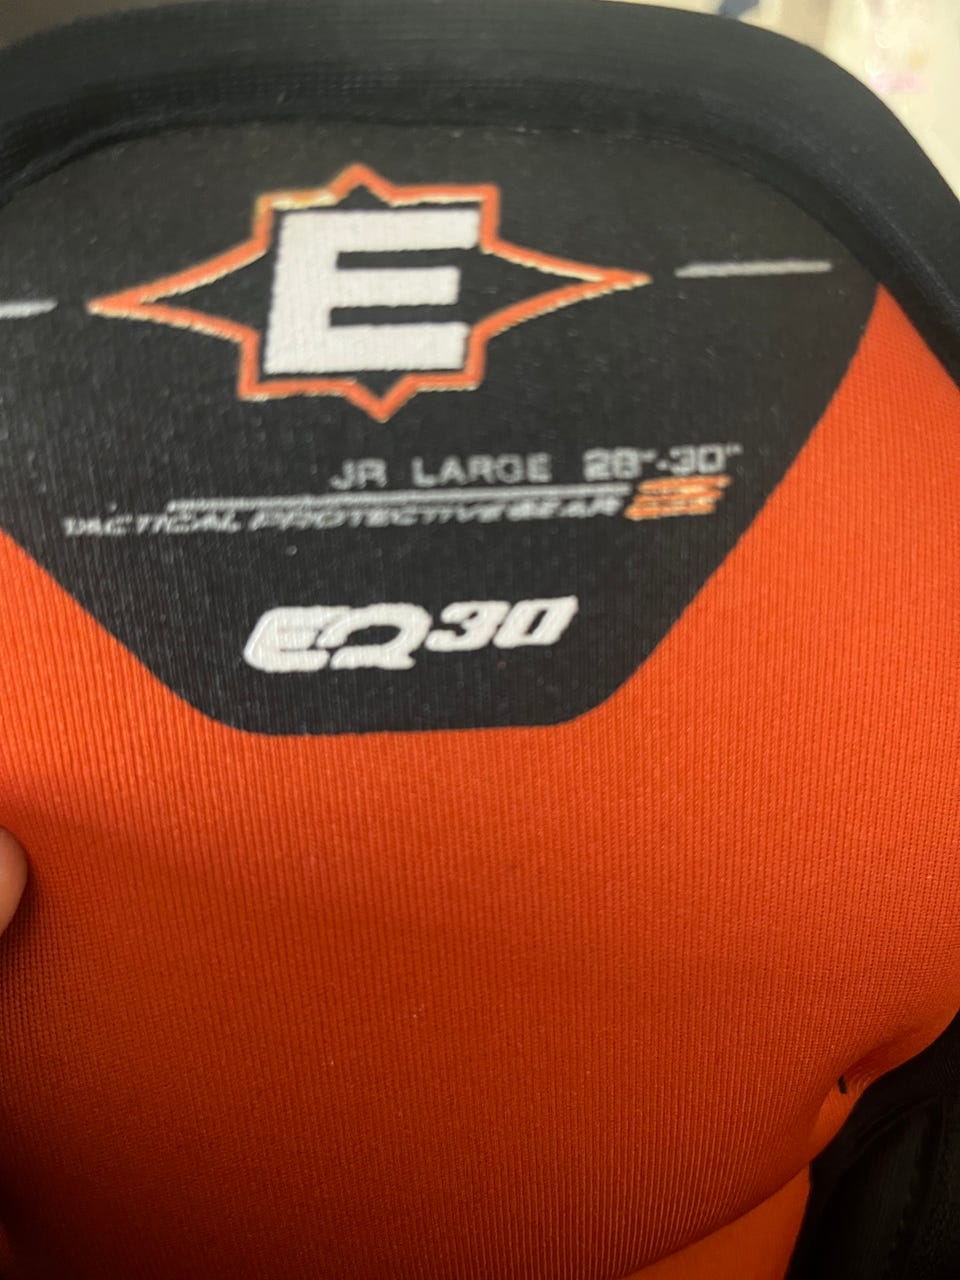 E
JR LARGE 28"-30"
TACTICAL PROTECTIVE GEAR
EQ30